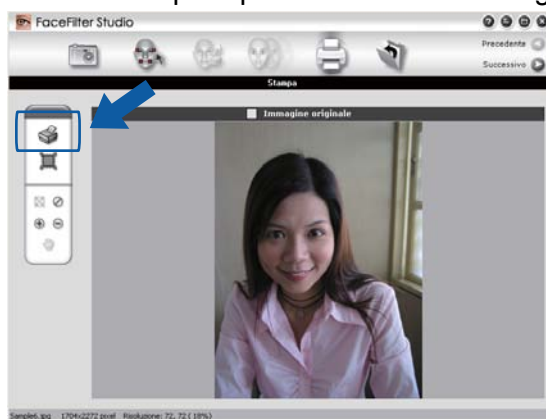 FaceFilter Studio
Precedente
Successivo
Stampa
Immagine originale
Sample6.jpg 1704x2272 pixel Risoluzione: 72, 72 ( 18%)